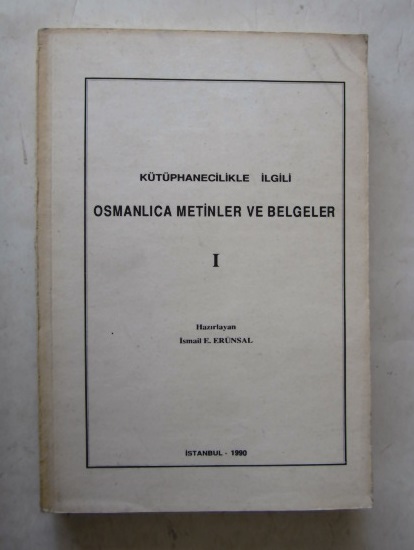 KÜTÜPHANECİLİKLE İLGİLİ
OSMANLICA METİNLER VE BELGELER
I
Hazırlayan
İsmail E. ERÜNSAL
İSTANBUL - 1990